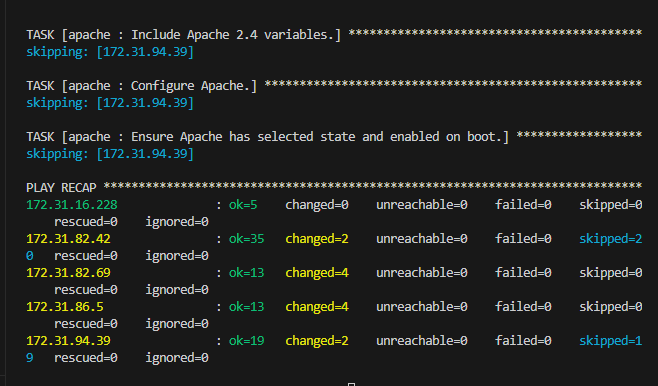 TASK [apache : Include Apache 2.4 variables.] ******************************************
skipping: [172.31.94.39]
TASK [apache : Configure Apache.] ******************************************************
skipping: [172.31.94.39]
TASK [apache : Ensure Apache has selected state and enabled on boot.] ******************
skipping: [172.31.94.39]
PLAY RECAP *****************************************************************************
172.31.16.228 : ok=5 changed=0 unreachable=0 failed=0 skipped=0
rescued=0 ignored=0
172.31.82.42 : ok=35 changed=2 unreachable=0 failed=0 skipped=2
0 rescued=0 ignored=0
172.31.82.69 : ok=13 changed=4 unreachable=0 failed=0 skipped=0
rescued=0 ignored=0
172.31.86.5 : ok=13 changed=4 unreachable=0 failed=0 skipped=0
rescued=0 ignored=0
172.31.94.39 : ok=19 changed=2 unreachable=0 failed=0 skipped=1
9 rescued=0 ignored=0